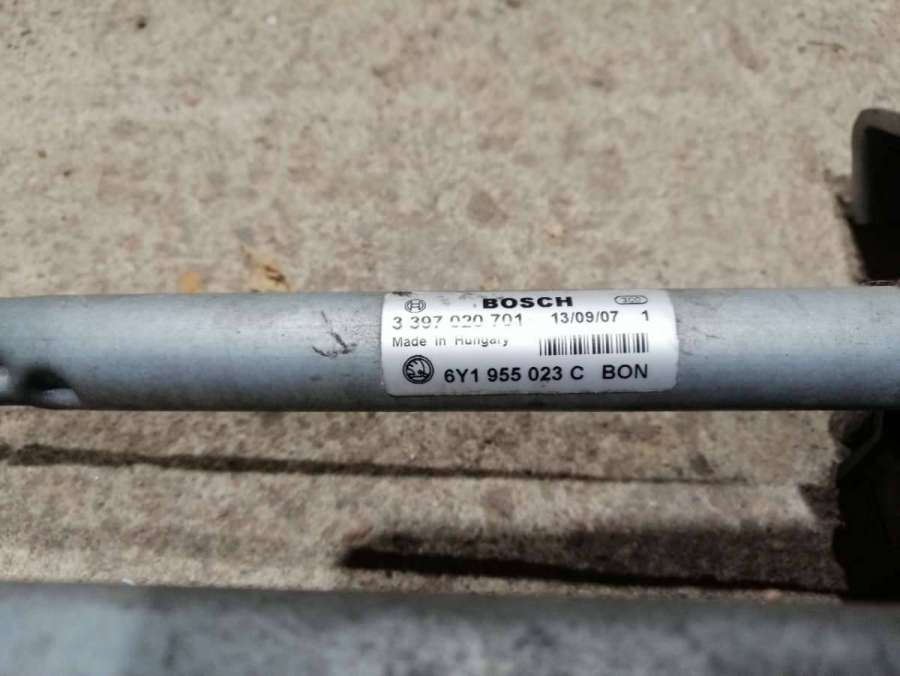 BOSCH
3 397 020 701 13/09/07 1
Made in Hungary
6Y1 955 023 C BON